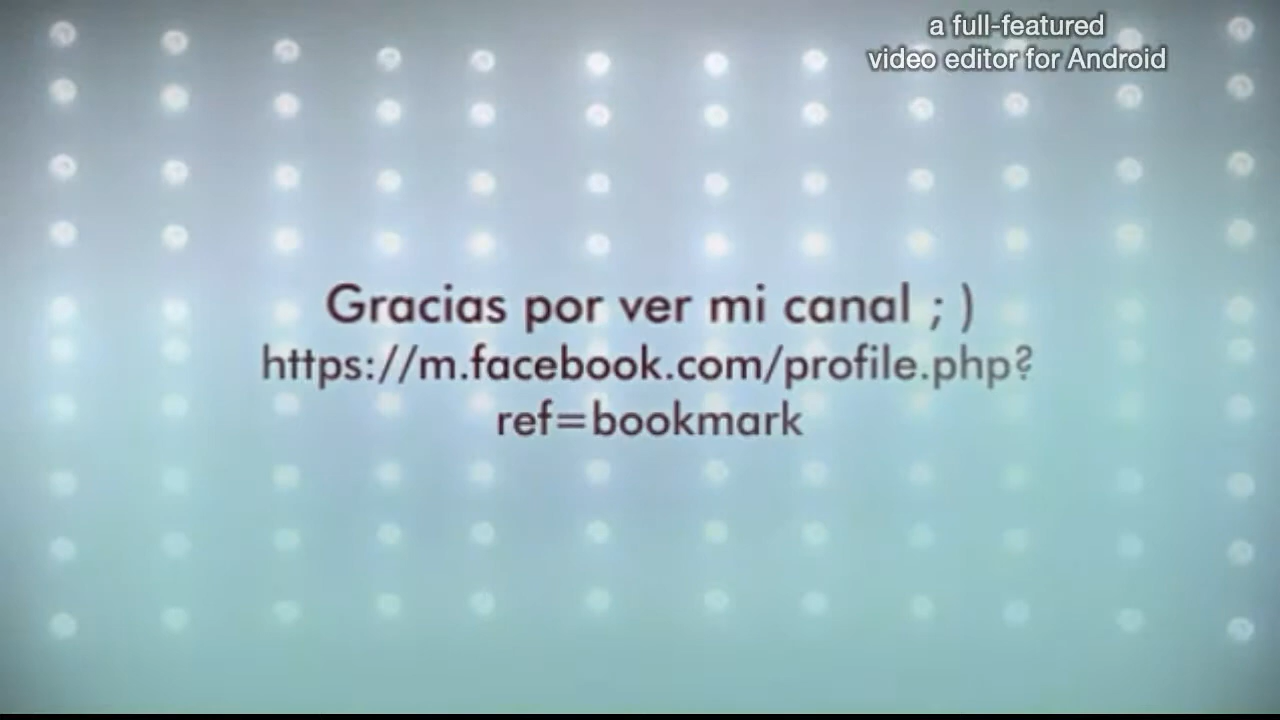 a full-featured
video editor for Android
Gracias por ver mi canal ; )
https://m.facebook.com/profile.php?
ref=bookmark